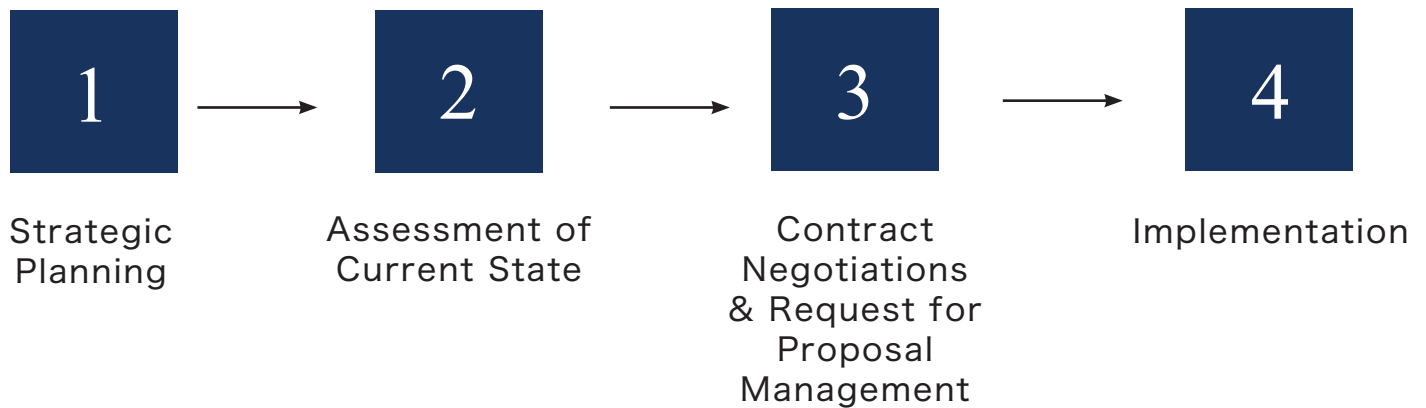 1
2
3
4
Strategic
Planning
Assessment of
Current State
Contract
Negotiations
& Request for
Proposal
Management
Implementation